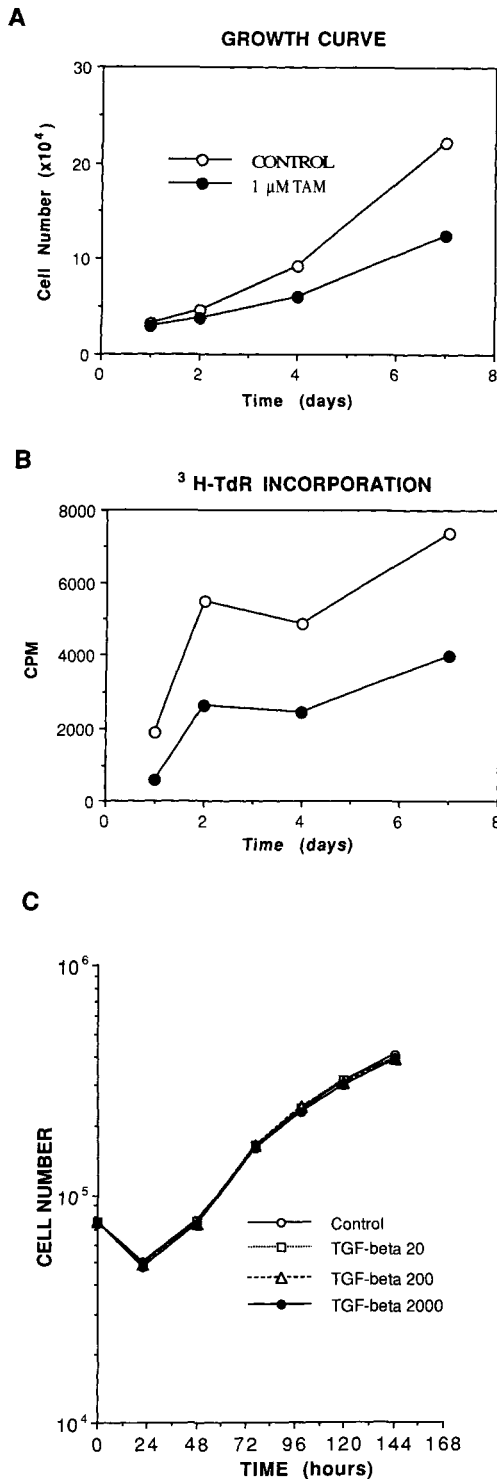 A
GROWTH CURVE
Cell Number (x10⁴)
30
20
10
0
CONTROL
1 µM TAM
0 2 4 6 8
Time (days)
B
³ H-TdR INCORPORATION
CPM
8000
6000
4000
2000
0
0 2 4 6 8
Time (days)
C
CELL NUMBER
10⁶
10⁵
10⁴
Control
TGF-beta 20
TGF-beta 200
TGF-beta 2000
0 24 48 72 96 120 144 168
TIME (hours)